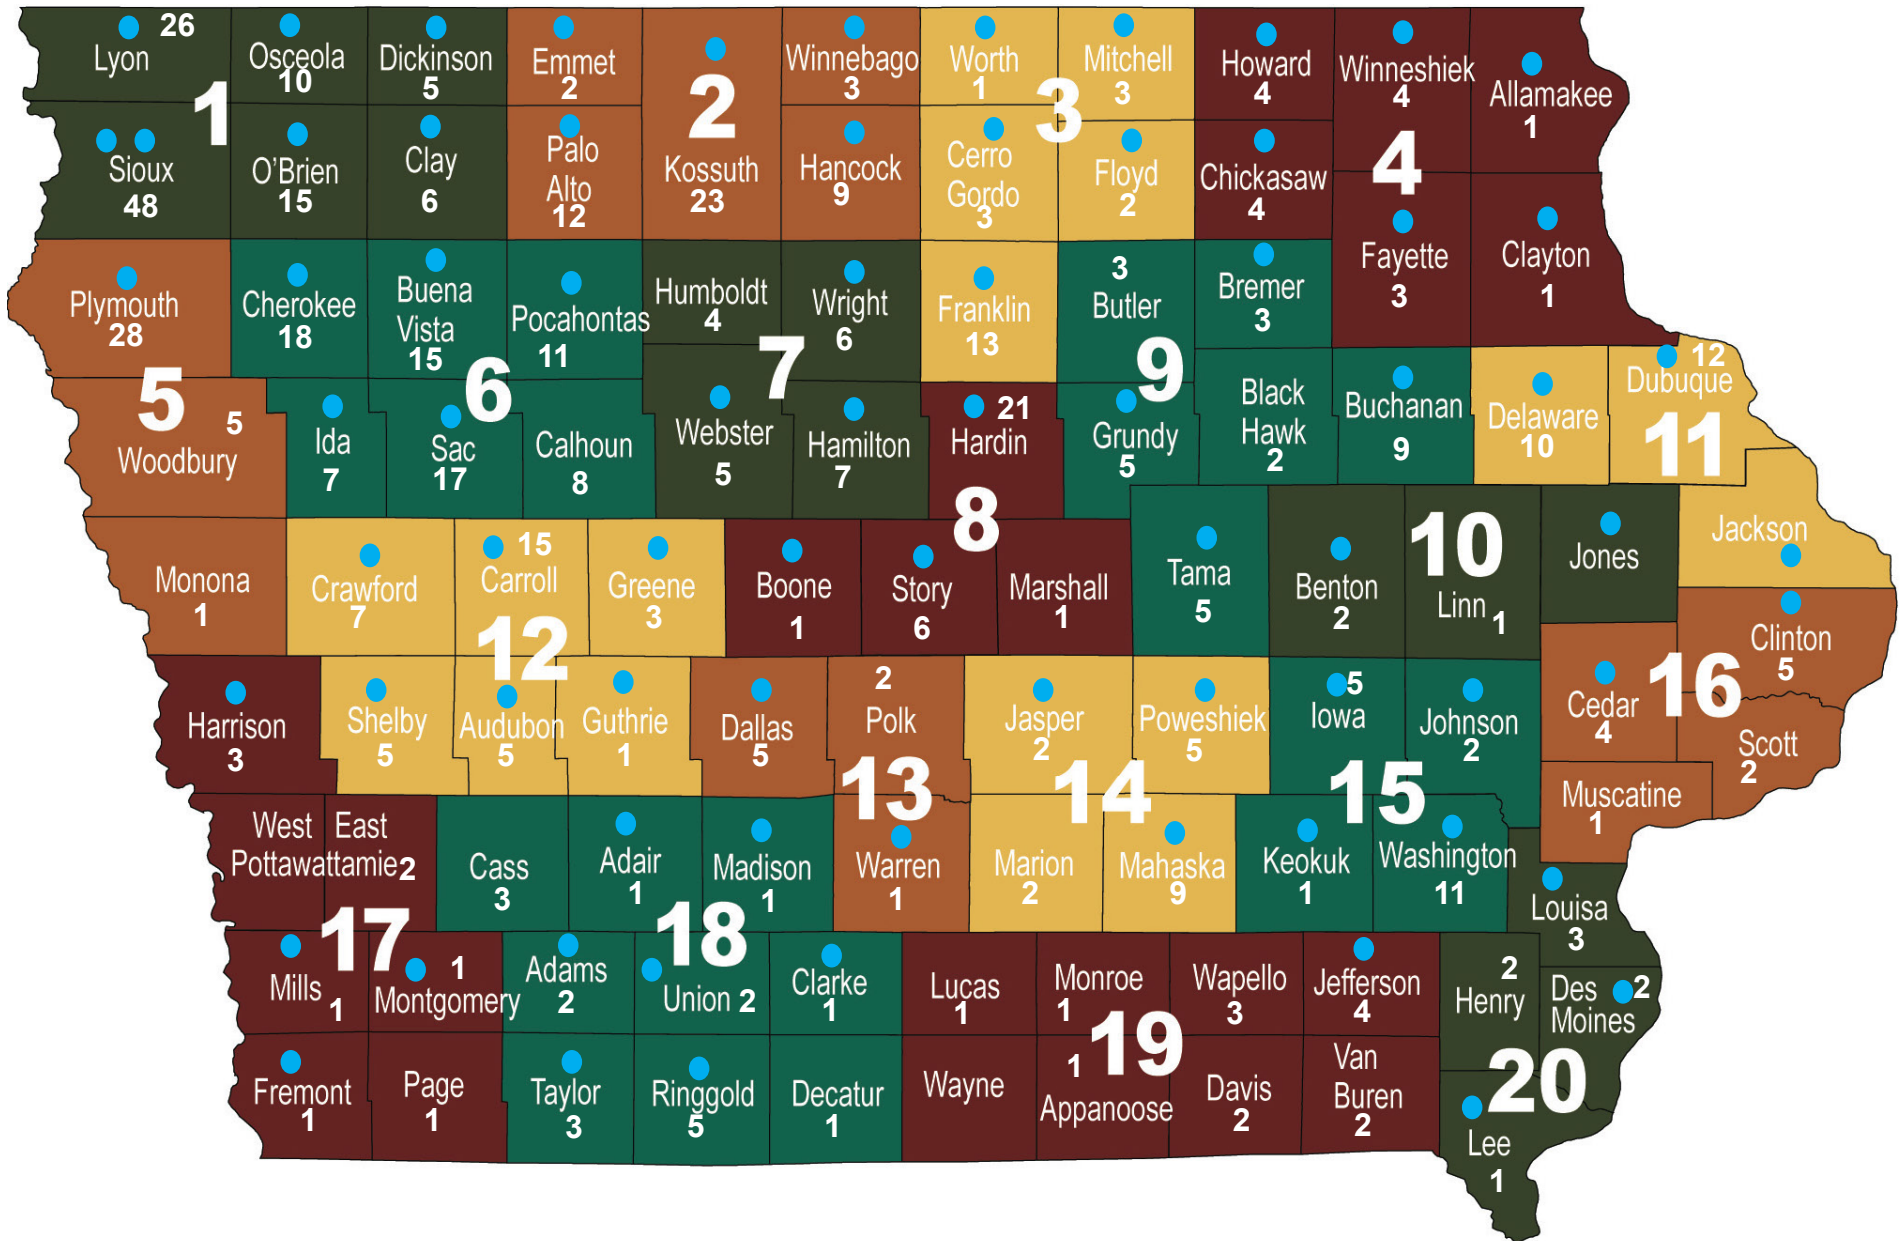 26
Lyon
Osceola
10
Dickinson
5
1
Sioux
48
O'Brien
15
Clay
6
Emmet
2
Palo
Alto
12
2
Kossuth
23
Winnebago
3
Hancock
9
Worth
1
Mitchell
3
3
Cerro
Gordo
3
Floyd
2
Howard
4
Winneshiek
4
Allamakee
1
4
Chickasaw
4
Fayette
3
Clayton
1
Plymouth
28
5
5
Woodbury
Monona
1
Cherokee
18
Buena
Vista
15
Pocahontas
11
6
Ida
7
Sac
17
Calhoun
8
Humboldt
4
Wright
6
7
Webster
5
Hamilton
7
Franklin
13
21
Hardin
8
Boone
1
Story
6
Marshall
1
3
Butler
Bremer
3
9
Grundy
5
Black
Hawk
2
Buchanan
9
Tama
5
10
Benton
2
Linn 1
Jones
Delaware
10
12
Dubuque
11
Jackson
Crawford
7
15
Carroll
Greene
3
12
Shelby
5
Audubon
5
Guthrie
1
Dallas
5
2
Polk
13
Warren
1
Jasper
2
Poweshiek
5
14
Marion
2
Mahaska
9
5
Iowa
Johnson
2
15
Keokuk
1
Washington
11
Clinton
5
16
Cedar
4
Scott
2
Muscatine
1
Harrison
3
West East
Pottawattamie 2
17
Mills 1
1
Montgomery
Fremont
1
Page
1
Cass
3
Adair
1
Madison
1
18
Adams
2
Union 2
Clarke
1
Taylor
3
Ringgold
5
Decatur
1
Lucas
1
Monroe
1
Wapello
3
Jefferson
4
19
Wayne
1
Appanoose
Davis
2
Van
Buren
2
Louisa
3
2
Henry
Des 2
Moines
20
Lee
1